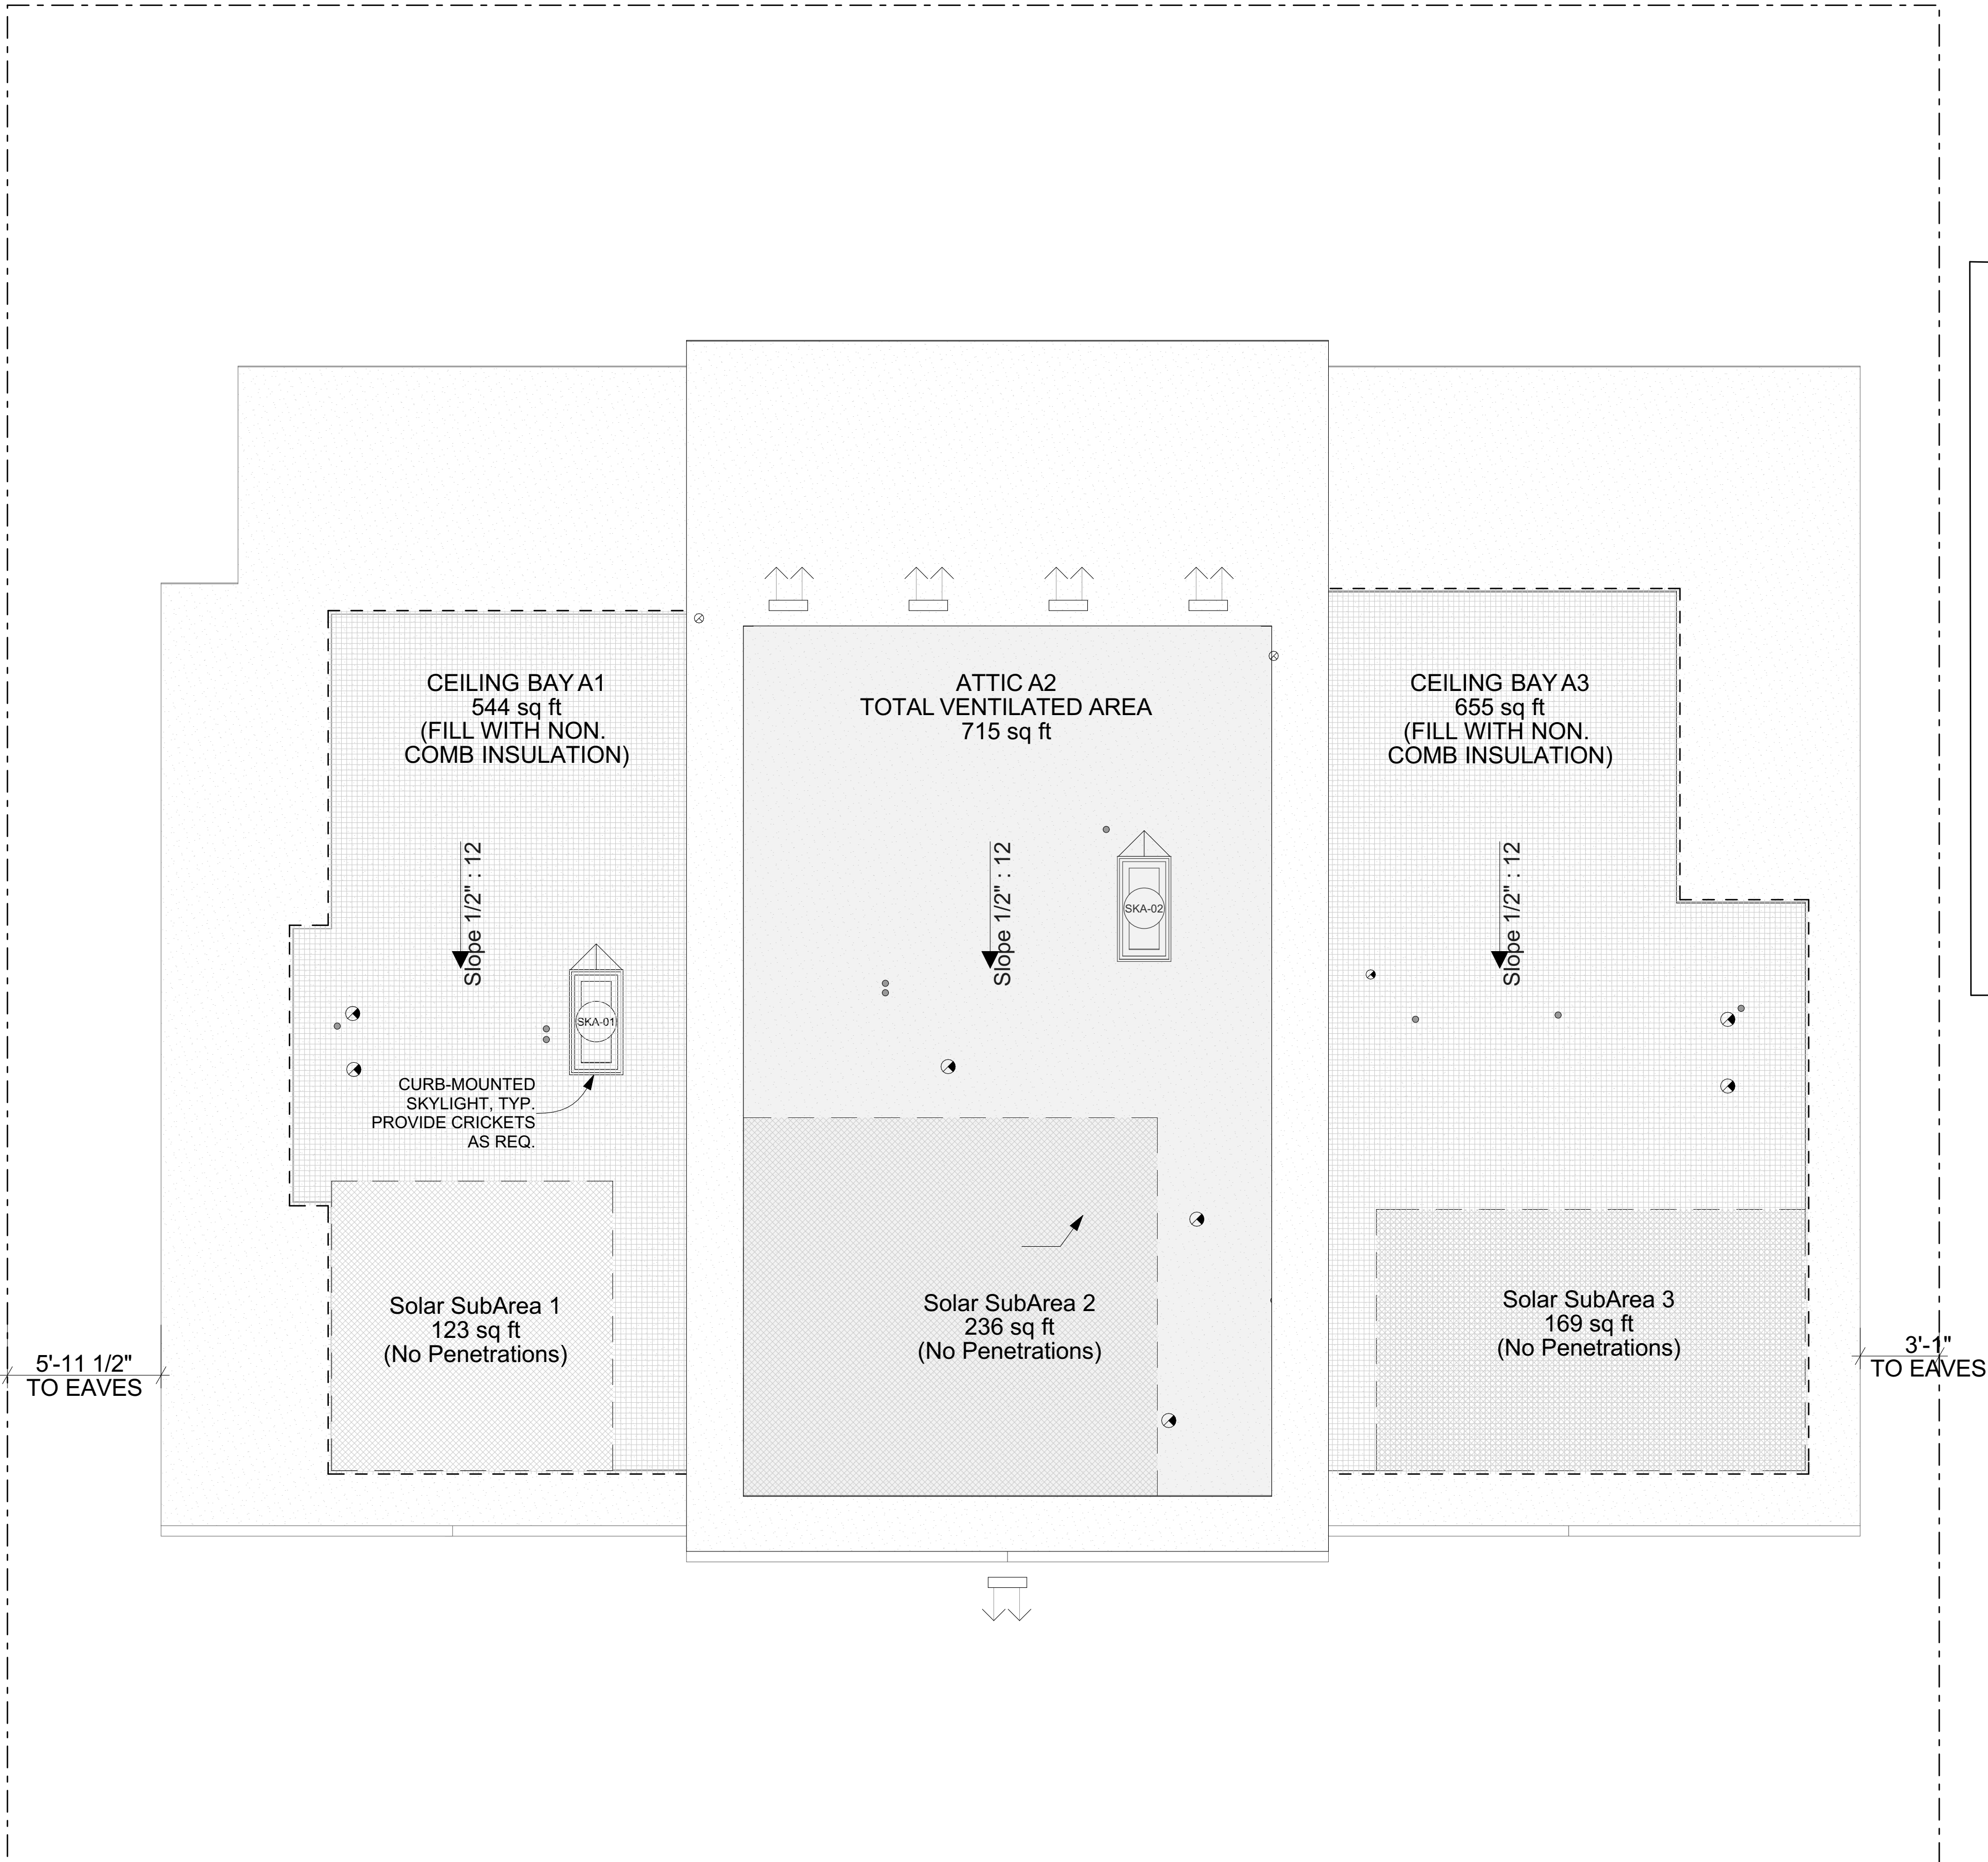 CEILING BAY A1
544 sq ft
(FILL WITH NON.
COMB INSULATION)
ATTIC A2
TOTAL VENTILATED AREA
715 sq ft
CEILING BAY A3
655 sq ft
(FILL WITH NON.
COMB INSULATION)
Slope 1/2" : 12
Slope 1/2" : 12
Slope 1/2" : 12
SKA-02
SKA-01
CURB-MOUNTED
SKYLIGHT, TYP.
PROVIDE CRICKETS
AS REQ.
Solar SubArea 1
123 sq ft
(No Penetrations)
Solar SubArea 2
236 sq ft
(No Penetrations)
Solar SubArea 3
169 sq ft
(No Penetrations)
5'-11 1/2"
TO EAVES
3'-1"
TO EAVES